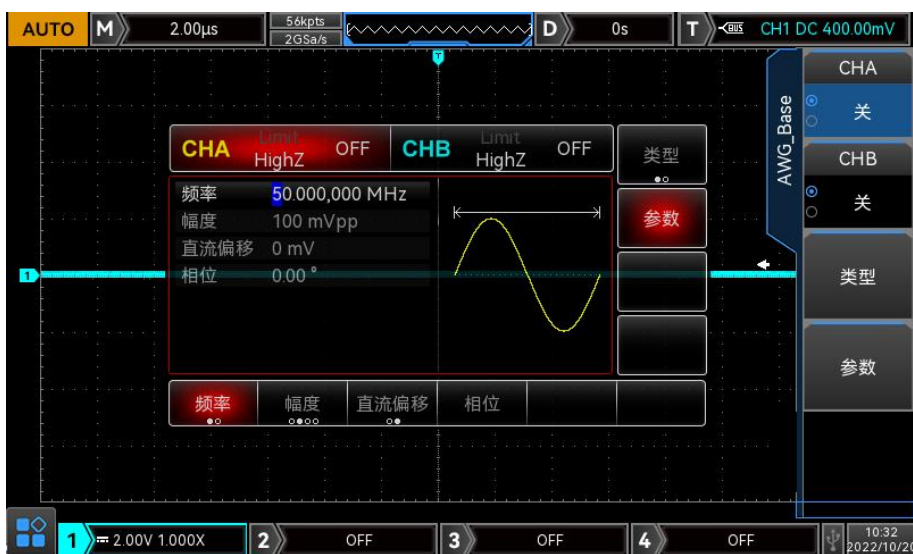 AUTO M 2.00μs 56kpts 2GSa/s D 0s T BUS CH1 DC 400.00mV
T
CHA
关
CHB
关
类型
参数
AWG_Base
CHA Limit HighZ OFF CHB Limit HighZ OFF 类型
频率 50.000,000 MHz
幅度 100 mVpp
直流偏移 0 mV
相位 0.00 °
参数
1
频率 幅度 直流偏移 相位
1 2.00V 1.000X 2 OFF 3 OFF 4 OFF
10:32